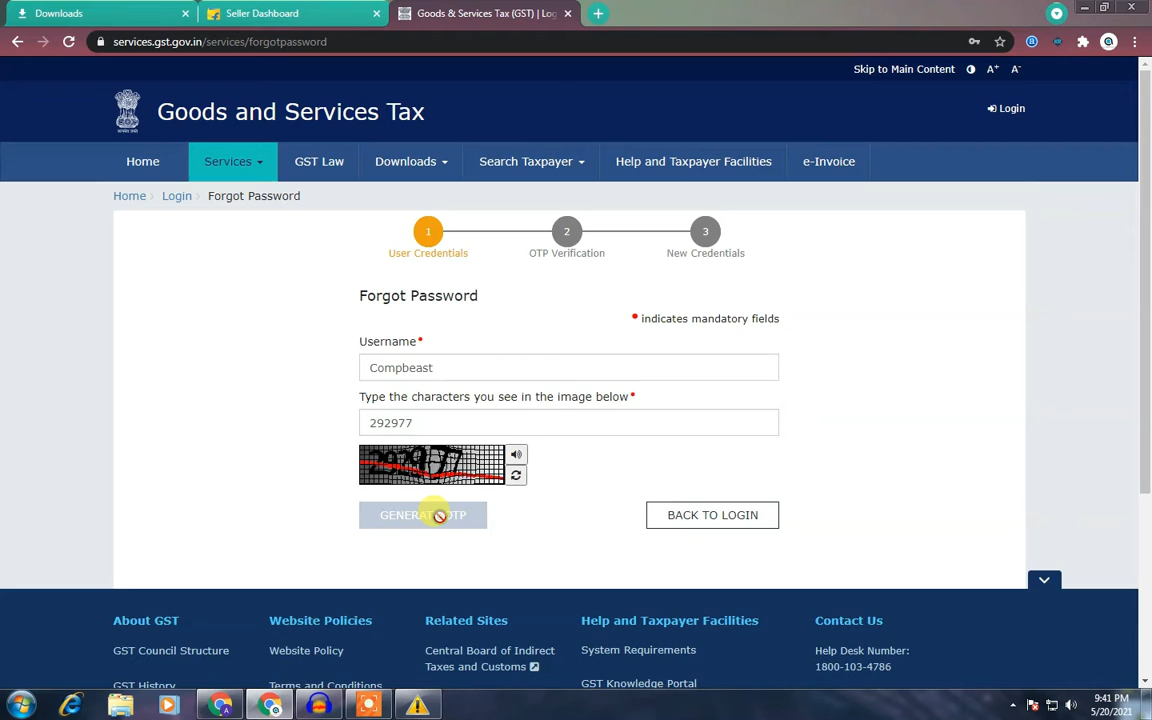 Downloads
Seller Dashboard
Goods & Services Tax (GST) | Log
services.gst.gov.in/services/forgotpassword
Skip to Main Content A+ A-
Goods and Services Tax
Login
Home Services GST Law Downloads Search Taxpayer Help and Taxpayer Facilities e-Invoice
Home Login Forgot Password
1 2 3
User Credentials OTP Verification New Credentials
Forgot Password
• indicates mandatory fields
Username•
Compbeast
Type the characters you see in the image below•
292977
292977
GENERATE OTP BACK TO LOGIN
About GST Website Policies Related Sites Help and Taxpayer Facilities Contact Us
GST Council Structure Website Policy Central Board of Indirect Taxes and Customs System Requirements Help Desk Number: 1800-103-4786
GST History Terms and Conditions GST Knowledge Portal
9:41 PM
5/20/2021